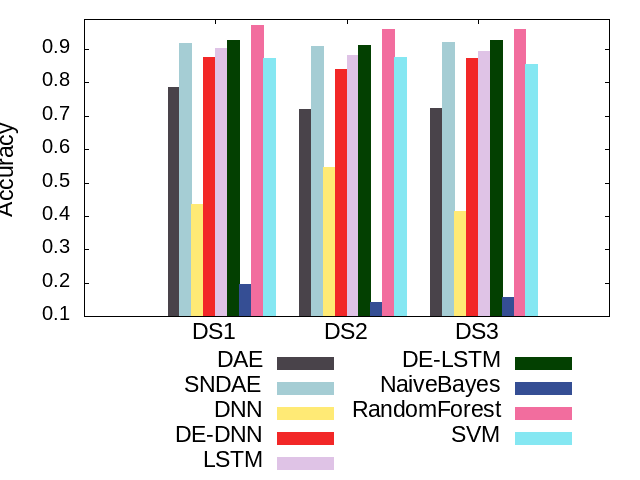 Accuracy
0.9
0.8
0.7
0.6
0.5
0.4
0.3
0.2
0.1
DS1 DS2 DS3
DAE
SNDAE
DNN
DE-DNN
LSTM
DE-LSTM
NaiveBayes
RandomForest
SVM